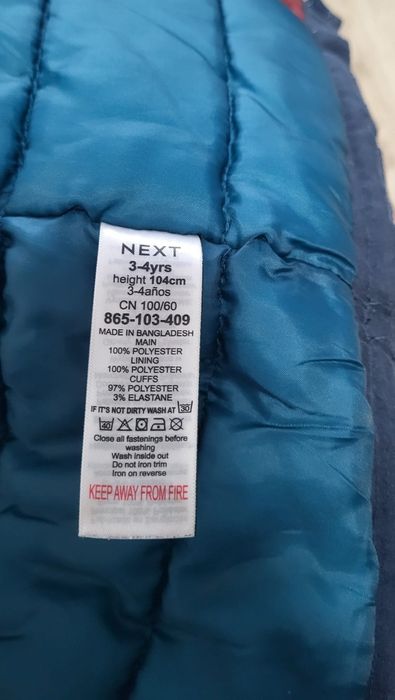 NEXT
3-4yrs
height 104cm
3-4años
CN 100/60
865-103-409
MADE IN BANGLADESH
MAIN
100% POLYESTER
LINING
100% POLYESTER
CUFFS
97% POLYESTER
3% ELASTANE
IF IT'S NOT DIRTY WASH AT 30
40
Close all fastenings before
washing
Wash inside out
Do not iron trim
Iron on reverse
KEEP AWAY FROM FIRE